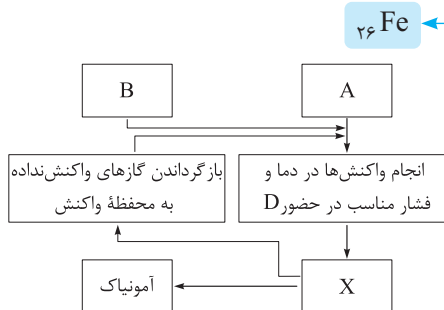 ۲۶Fe
B
A
بازگرداندن گازهای واکنش‌نداده
به محفظهٔ واکنش
انجام واکنش‌ها در دما و
فشار مناسب در حضور D
آمونیاک
X